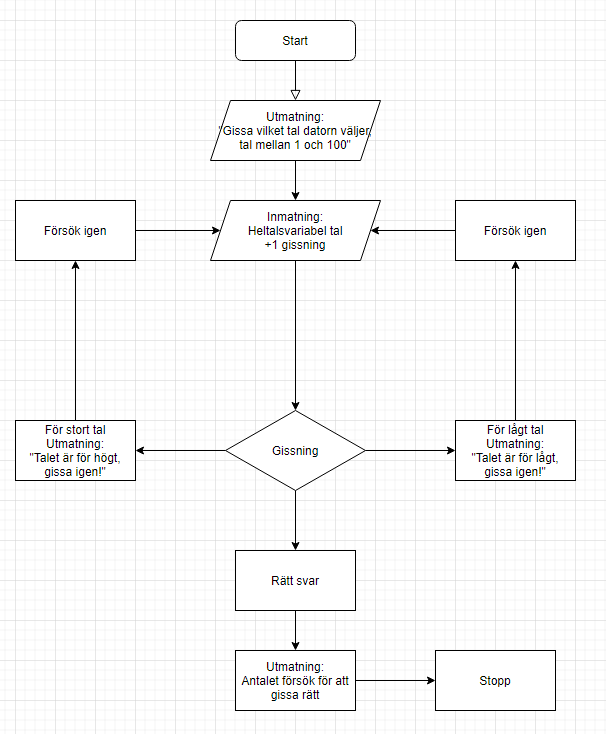 Start
Utmatning:
"Gissa vilket tal datorn väljer,
tal mellan 1 och 100"
Försök igen
Inmatning:
Heltalsvariabel tal
+1 gissning
Försök igen
För stort tal
Utmatning:
"Talet är för högt,
gissa igen!"
Gissning
För lågt tal
Utmatning:
"Talet är för lågt,
gissa igen!"
Rätt svar
Utmatning:
Antalet försök för att
gissa rätt
Stopp